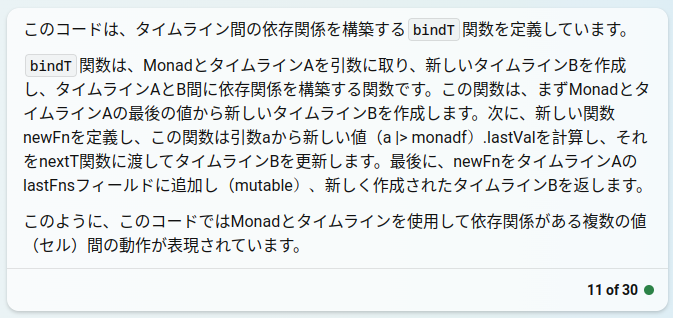 このコードは、タイムライン間の依存関係を構築する bindT 関数を定義しています。
bindT 関数は、MonadとタイムラインAを引数に取り、新しいタイムラインBを作成
し、タイムラインAとB間に依存関係を構築する関数です。この関数は、まずMonadとタ
イムラインAの最後の値から新しいタイムラインBを作成します。次に、新しい関数
newFnを定義し、この関数は引数aから新しい値（a |> monadf）.lastValを計算し、それ
をnextT関数に渡してタイムラインBを更新します。最後に、newFnをタイムラインAの
lastFnsフィールドに追加し（mutable）、新しく作成されたタイムラインBを返します。
このように、このコードではMonadとタイムラインを使用して依存関係がある複数の値
（セル）間の動作が表現されています。
11 of 30